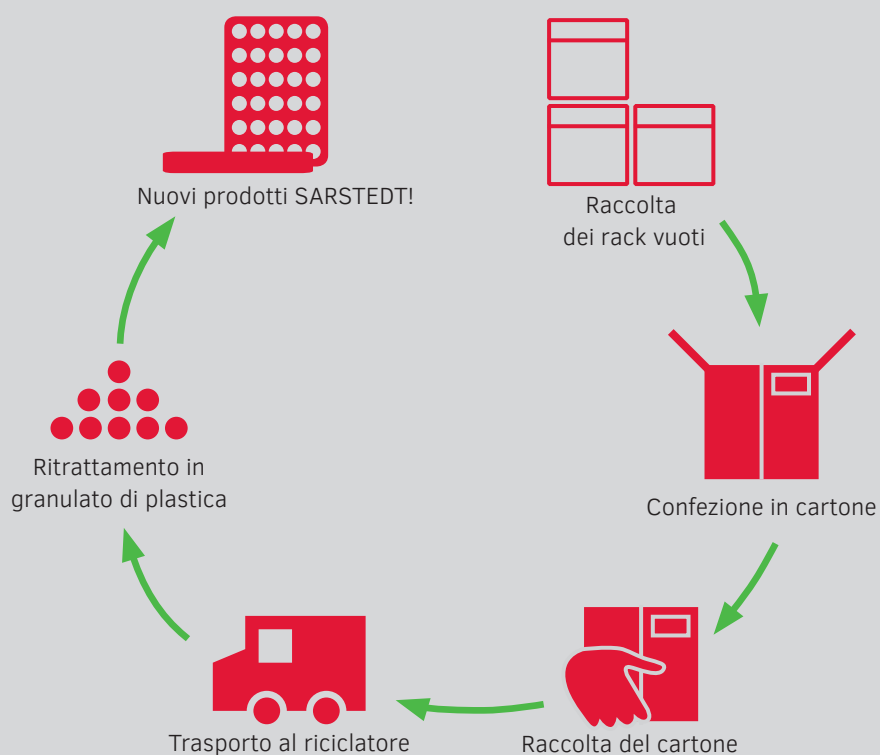 Nuovi prodotti SARSTEDT!
Raccolta
dei rack vuoti
Confezione in cartone
Raccolta del cartone
Trasporto al riciclatore
Ritrattamento in
granulato di plastica